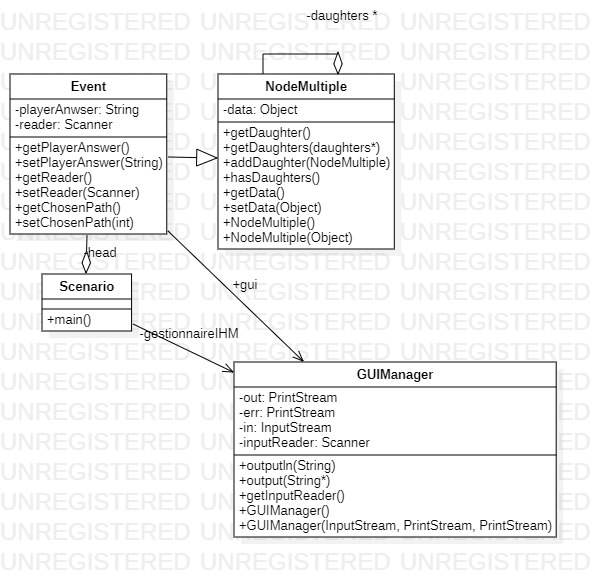 -daughters *
Event
-playerAnwser: String
-reader: Scanner
+getPlayerAnswer()
+setPlayerAnswer(String)
+getReader()
+setReader(Scanner)
+getChosenPath()
+setChosenPath(int)
NodeMultiple
-data: Object
+getDaughter()
+getDaughters(daughters*)
+addDaughter(NodeMultiple)
+hasDaughters()
+getData()
+setData(Object)
+NodeMultiple()
+NodeMultiple(Object)
-head
Scenario
+main()
+gui
-gestionnaireIHM
GUIManager
-out: PrintStream
-err: PrintStream
-in: InputStream
-inputReader: Scanner
+outputln(String)
+output(String*)
+getInputReader()
+GUIManager()
+GUIManager(InputStream, PrintStream, PrintStream)
UNREGISTERED UNREGISTERED UNREGISTERED